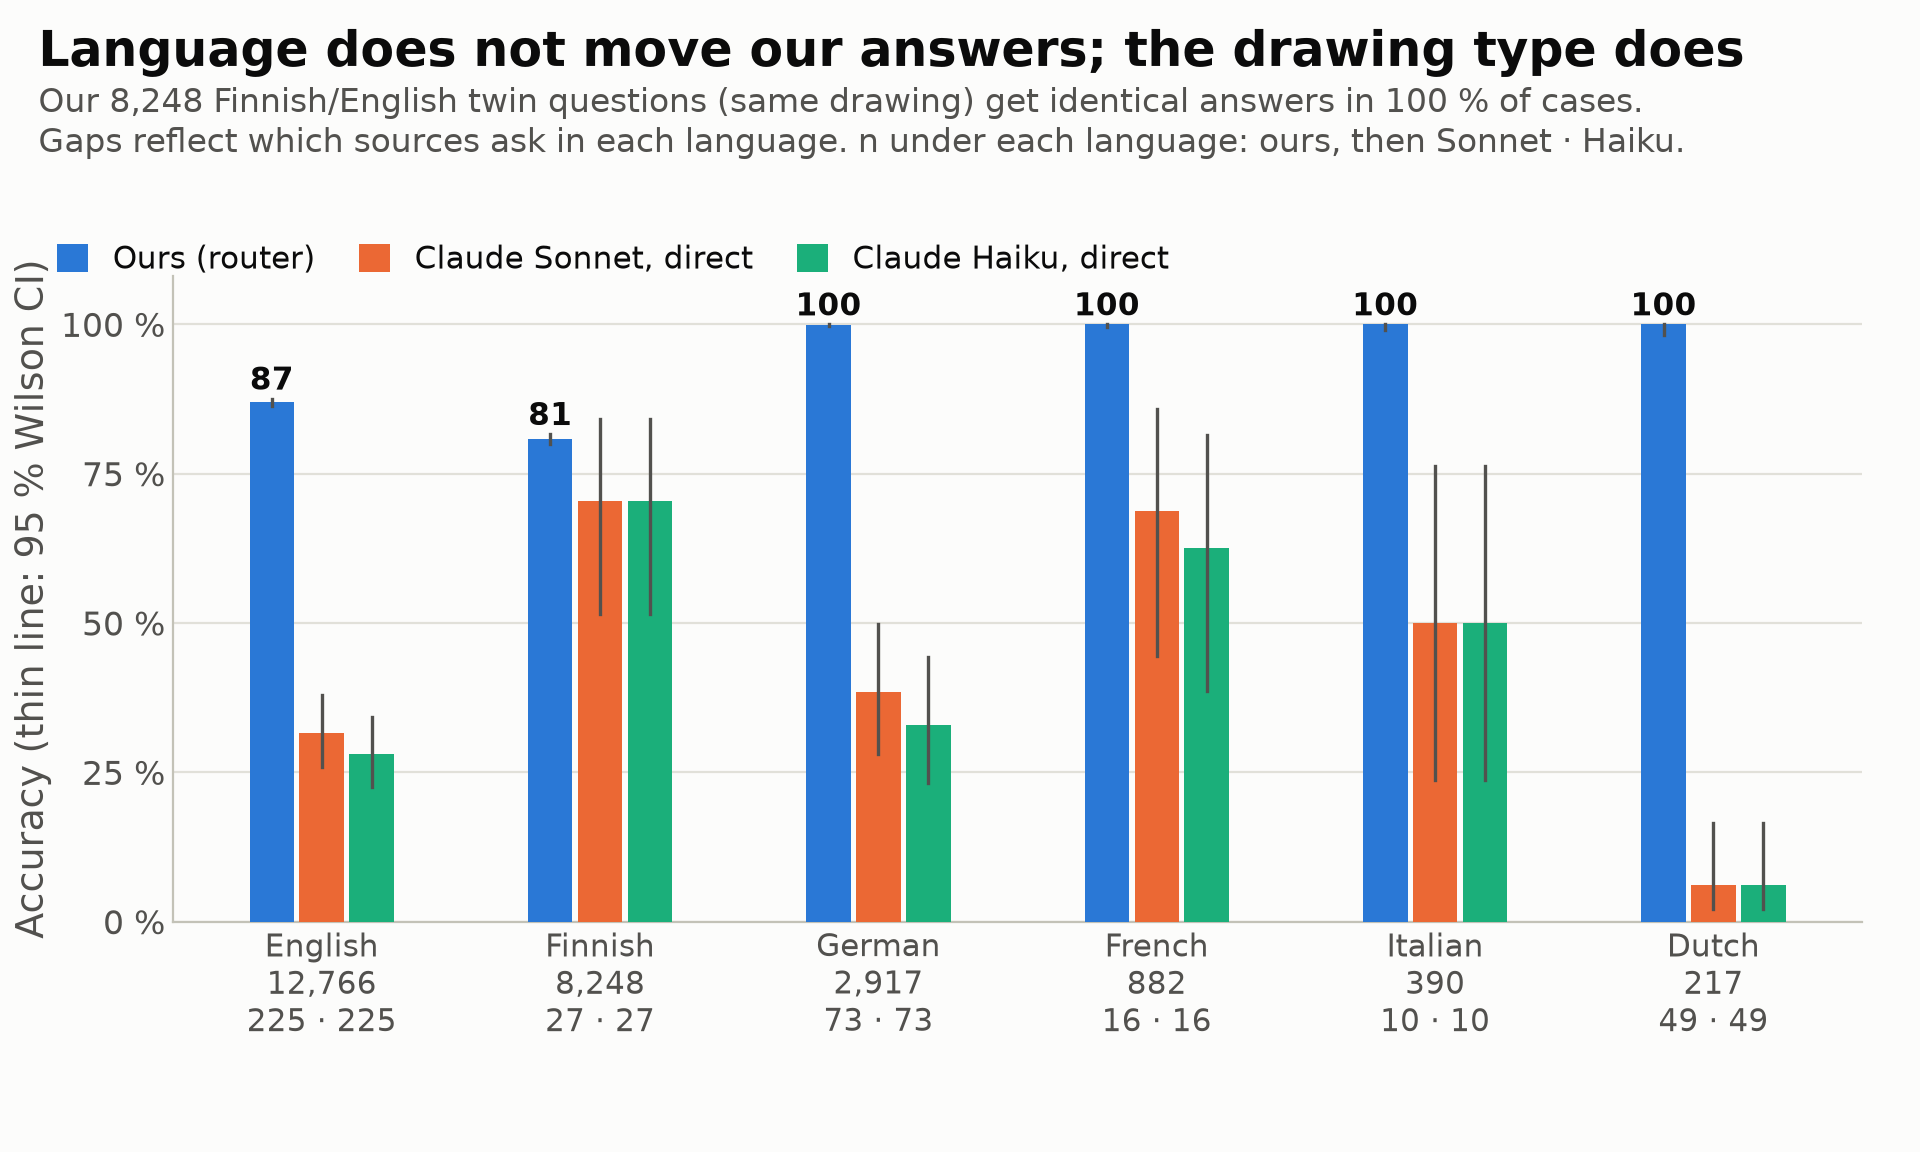 Language does not move our answers; the drawing type does
Our 8,248 Finnish/English twin questions (same drawing) get identical answers in 100 % of cases.
Gaps reflect which sources ask in each language. n under each language: ours, then Sonnet · Haiku.
Ours (router)
Claude Sonnet, direct
Claude Haiku, direct
Accuracy (thin line: 95 % Wilson CI)
100 %
75 %
50 %
25 %
0 %
87
81
100
100
100
100
English
12,766
225 · 225
Finnish
8,248
27 · 27
German
2,917
73 · 73
French
882
16 · 16
Italian
390
10 · 10
Dutch
217
49 · 49